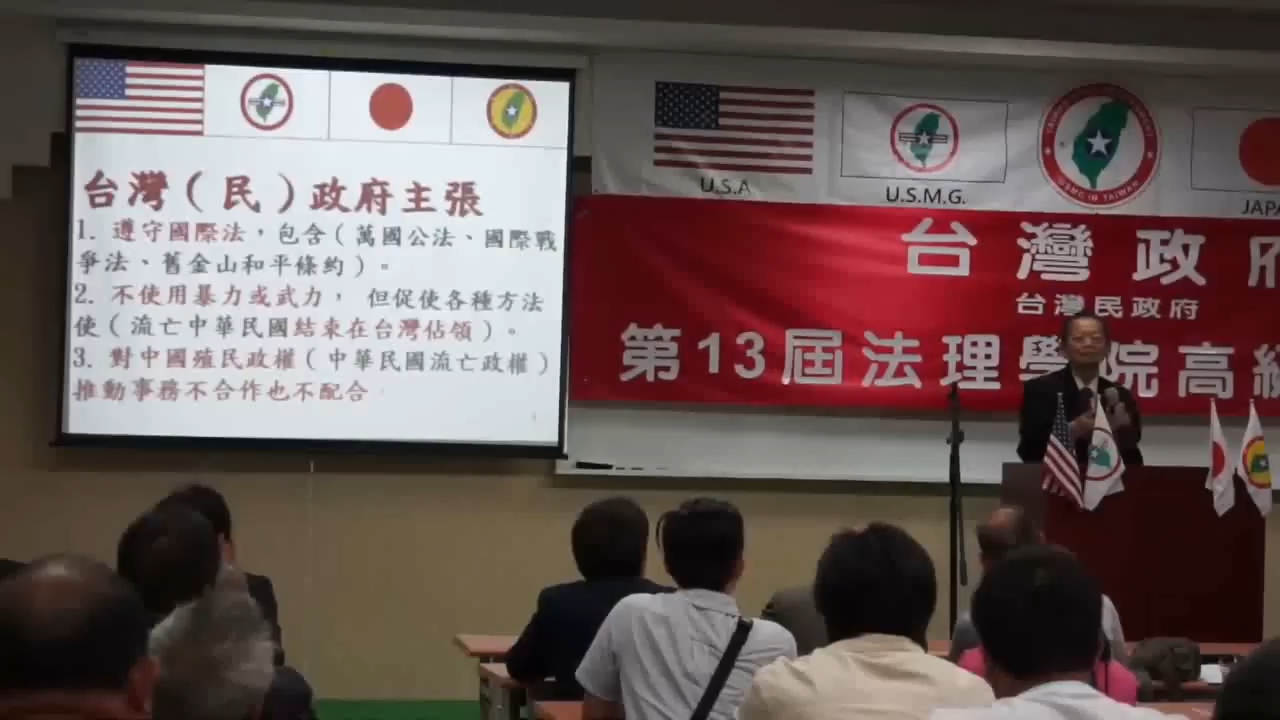 台灣（民）政府主張
1. 遵守國際法，包含（萬國公法、國際戰
爭法、舊金山和平條約）。
2. 不使用暴力或武力， 但促使各種方法
使（流亡中華民國結束在台灣佔領）。
3. 對中國殖民政權（中華民國流亡政權）
推動事務不合作也不配合
U.S.A
U.S.M.G.
USMG IN TAIWAN
JAPA
台灣政府
台灣民政府
第13屆法理學院高級